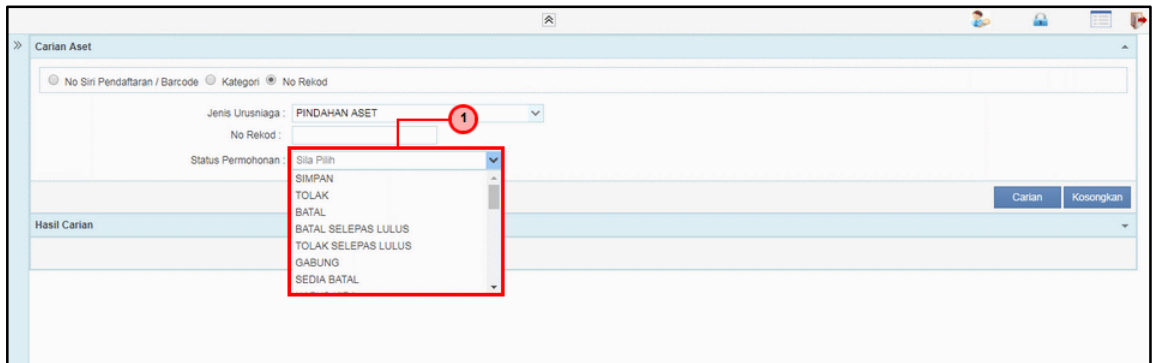 Carian Aset
No Siri Pendaftaran / Barcode Kategori No Rekod
Jenis Urusniaga : PINDAHAN ASET
1
No Rekod :
Status Permohonan : Sila Pilih
SIMPAN
TOLAK
BATAL
BATAL SELEPAS LULUS
TOLAK SELEPAS LULUS
GABUNG
SEDIA BATAL
Carian Kosongkan
Hasil Carian